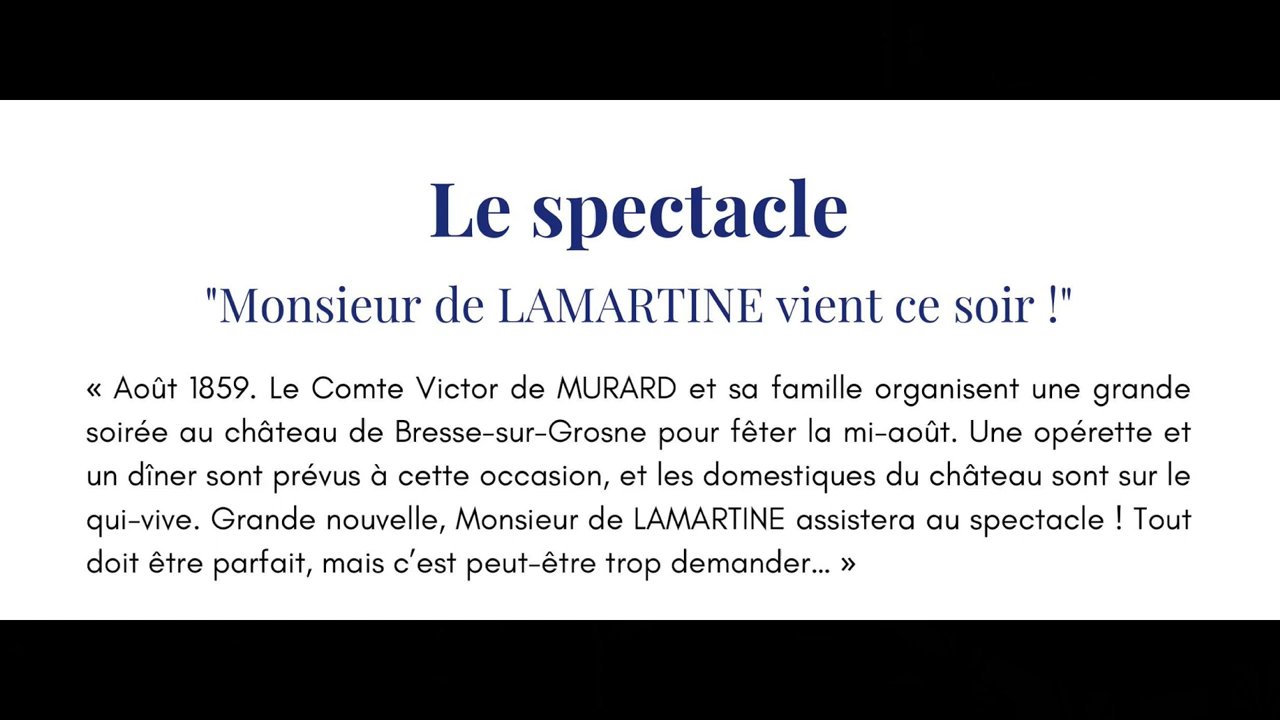 Le spectacle
"Monsieur de LAMARTINE vient ce soir !"
« Août 1859. Le Comte Victor de MURARD et sa famille organisent une grande
soirée au château de Bresse-sur-Grosne pour fêter la mi-août. Une opérette et
un dîner sont prévus à cette occasion, et les domestiques du château sont sur le
qui-vive. Grande nouvelle, Monsieur de LAMARTINE assistera au spectacle ! Tout
doit être parfait, mais c’est peut-être trop demander... »